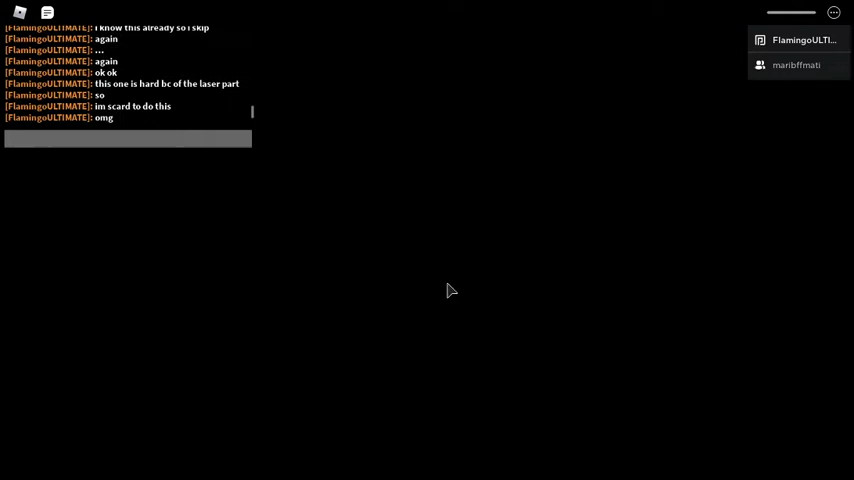 [FlamingoULTIMATE]: i know this already so i skip
[FlamingoULTIMATE]: again
[FlamingoULTIMATE]: ...
[FlamingoULTIMATE]: again
[FlamingoULTIMATE]: ok ok
[FlamingoULTIMATE]: this one is hard bc of the laser part
[FlamingoULTIMATE]: so
[FlamingoULTIMATE]: im scard to do this
[FlamingoULTIMATE]: omg
FlamingoULTI...
maribffmati